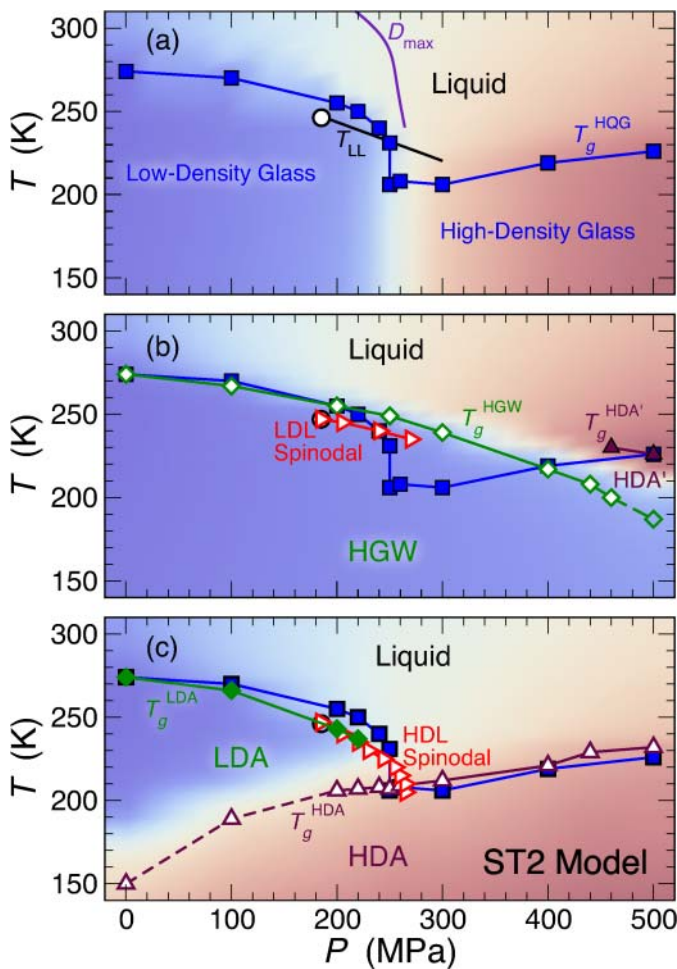 300
(a)
D_max
Liquid
250
T (K)
T_LL
T_g^HQG
Low-Density Glass
200
High-Density Glass
150
300
(b)
Liquid
T_g^HGW
250
T (K)
LDL
Spinodal
T_g^HDA'
HDA'
200
HGW
150
300
(c)
Liquid
T_g^LDA
250
T (K)
HDL
Spinodal
LDA
200
T_g^HDA
HDA
ST2 Model
150
0 100 200 300 400 500
P (MPa)